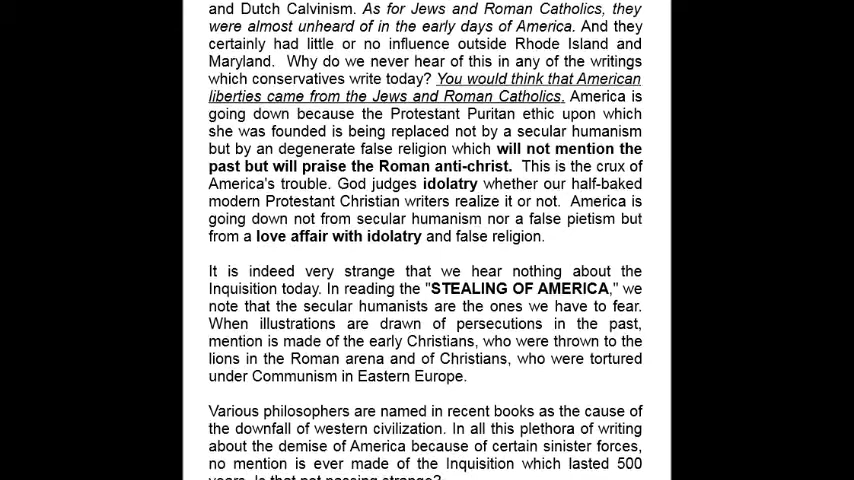 and Dutch Calvinism. As for Jews and Roman Catholics, they
were almost unheard of in the early days of America. And they
certainly had little or no influence outside Rhode Island and
Maryland. Why do we never hear of this in any of the writings
which conservatives write today? You would think that American
liberties came from the Jews and Roman Catholics. America is
going down because the Protestant Puritan ethic upon which
she was founded is being replaced not by a secular humanism
but by an degenerate false religion which will not mention the
past but will praise the Roman anti-christ. This is the crux of
America's trouble. God judges idolatry whether our half-baked
modern Protestant Christian writers realize it or not. America is
going down not from secular humanism nor a false pietism but
from a love affair with idolatry and false religion.
It is indeed very strange that we hear nothing about the
Inquisition today. In reading the "STEALING OF AMERICA," we
note that the secular humanists are the ones we have to fear.
When illustrations are drawn of persecutions in the past,
mention is made of the early Christians, who were thrown to the
lions in the Roman arena and of Christians, who were tortured
under Communism in Eastern Europe.
Various philosophers are named in recent books as the cause of
the downfall of western civilization. In all this plethora of writing
about the demise of America because of certain sinister forces,
no mention is ever made of the Inquisition which lasted 500
years. Is that not passing strange?